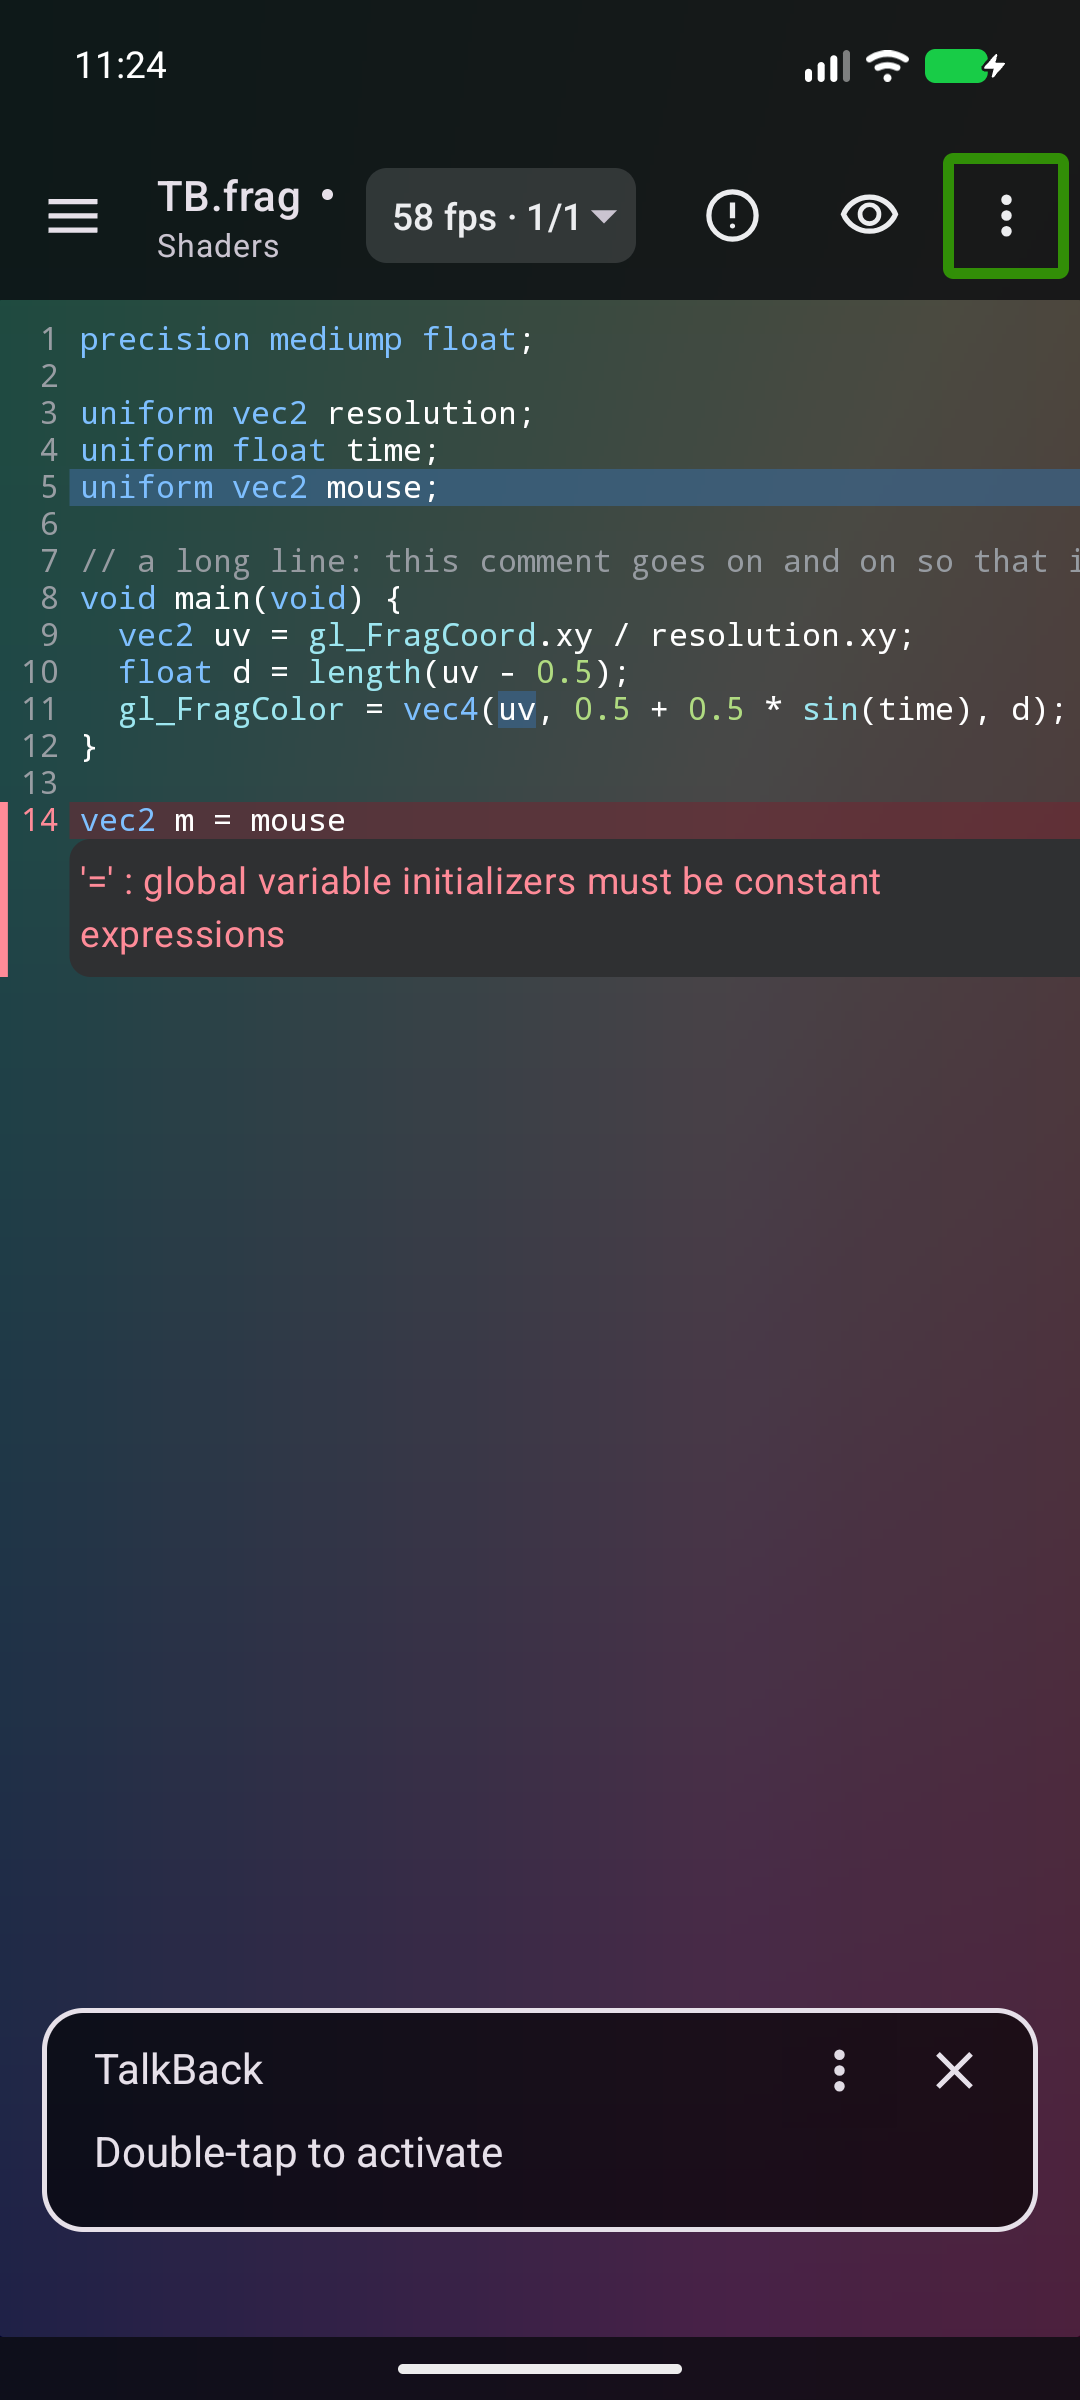 11:24
TB.frag •
Shaders
58 fps · 1/1
1 precision mediump float;
2
3 uniform vec2 resolution;
4 uniform float time;
5 uniform vec2 mouse;
6
7 // a long line: this comment goes on and on so that i
8 void main(void) {
9   vec2 uv = gl_FragCoord.xy / resolution.xy;
10   float d = length(uv - 0.5);
11   gl_FragColor = vec4(uv, 0.5 + 0.5 * sin(time), d);
12 }
13
14 vec2 m = mouse
'=' : global variable initializers must be constant
expressions
TalkBack
Double-tap to activate